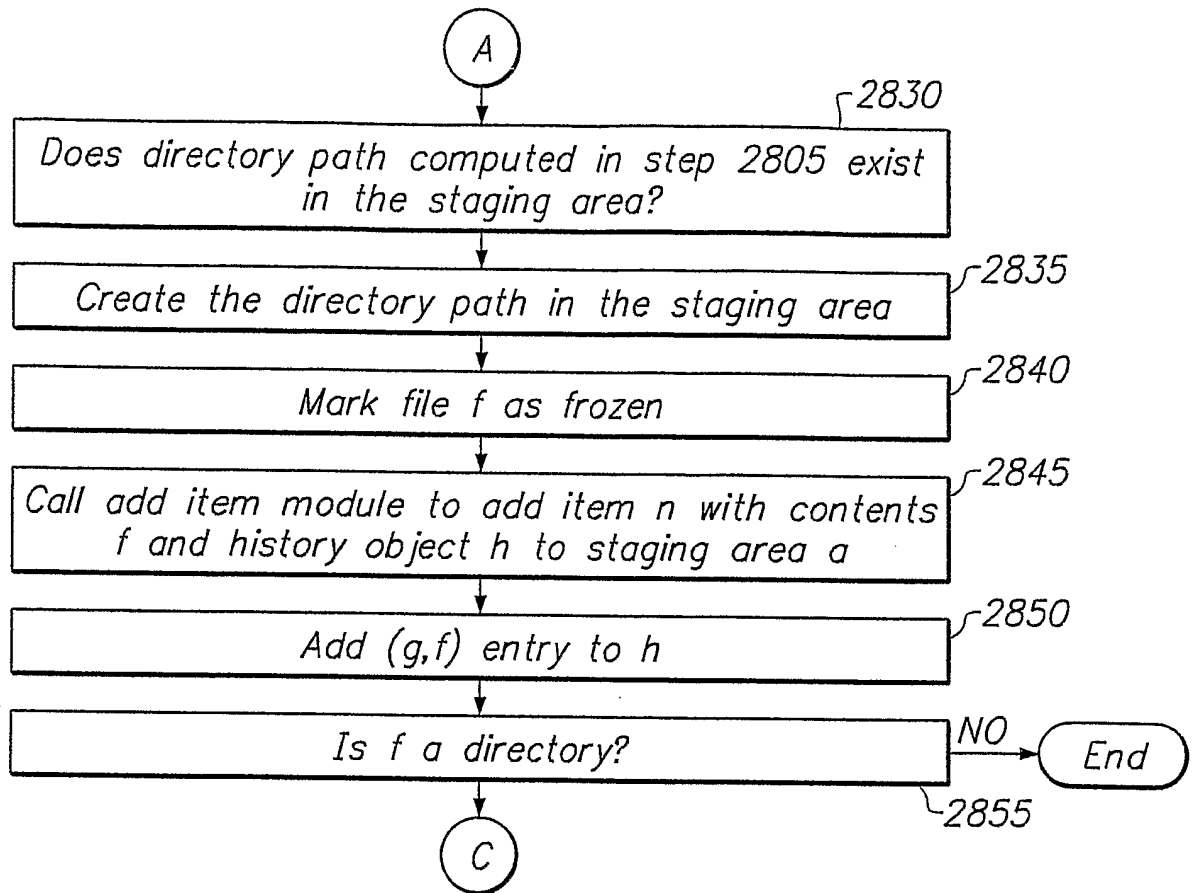 A
2830
Does directory path computed in step 2805 exist
in the staging area?
2835
Create the directory path in the staging area
2840
Mark file f as frozen
2845
Call add item module to add item n with contents
f and history object h to staging area a
2850
Add (g,f) entry to h
Is f a directory?
NO
End
2855
C